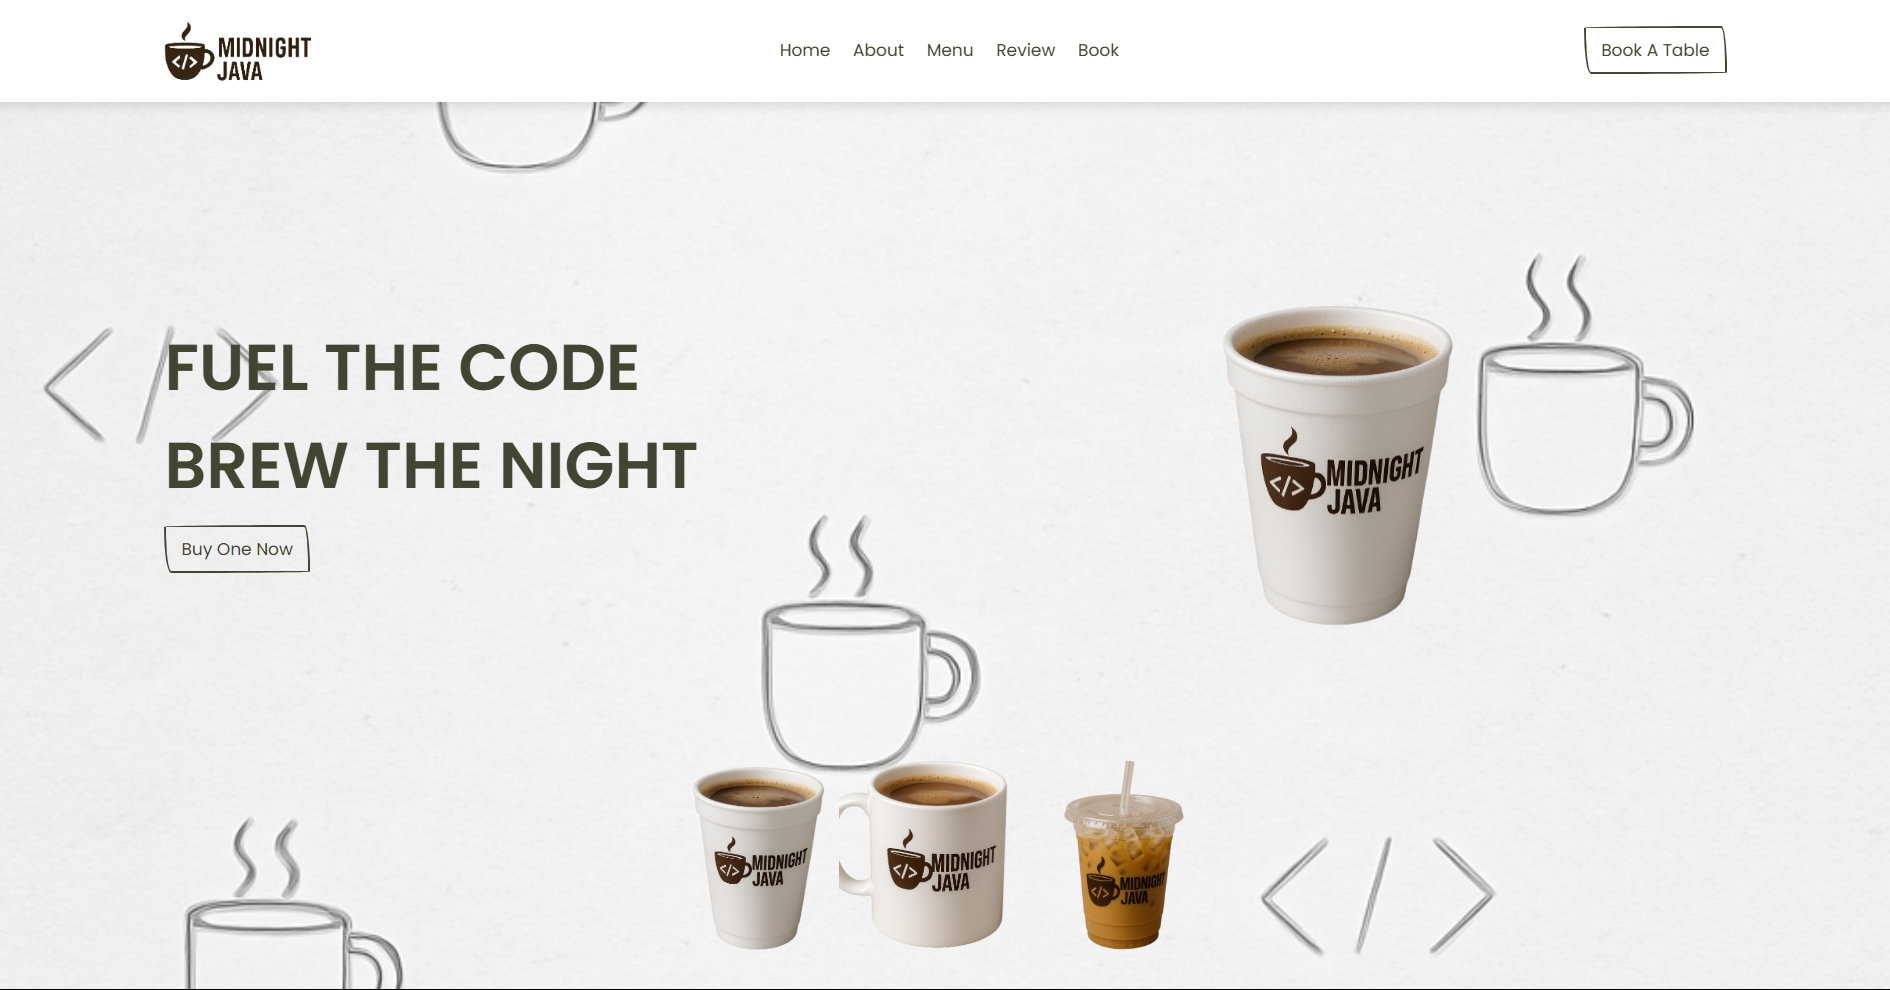 </> MIDNIGHT
JAVA
Home About Menu Review Book
Book A Table
</>
FUEL THE CODE
BREW THE NIGHT
Buy One Now
</> MIDNIGHT
JAVA
</> MIDNIGHT
JAVA
</> MIDNIGHT
JAVA
</> MIDNIGHT
JAVA
</>